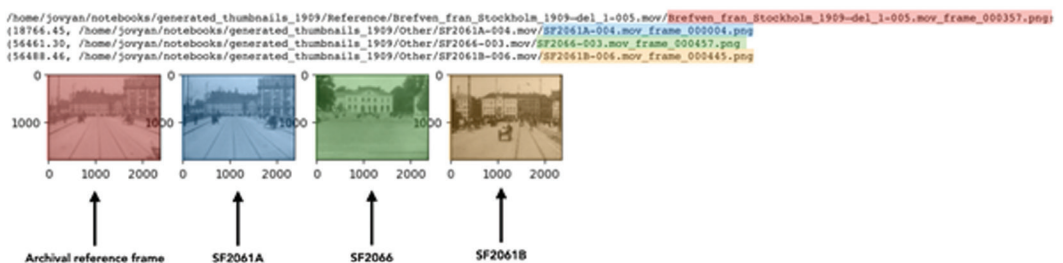 /home/jovyan/notebooks/generated_thumbnails_1909/Reference/Brefven_fran_Stockholm_1909—del_1-005.mov/Brefven_fran_Stockholm_1909—del_1-005.mov_frame_000357.png:
(18766.45, /home/jovyan/notebooks/generated_thumbnails_1909/Other/SF2061A-004.mov/SF2061A-004.mov_frame_000004.png
(56461.30, /home/jovyan/notebooks/generated_thumbnails_1909/Other/SF2066-003.mov/SF2066-003.mov_frame_000457.png
(56488.46, /home/jovyan/notebooks/generated_thumbnails_1909/Other/SF2061B-006.mov/SF2061B-006.mov_frame_000445.png
0 0 0 0
1000 1000 1000 1000
0 1000 2000 0 1000 2000 0 1000 2000 0 1000 2000
Archival reference frame SF2061A SF2066 SF2061B